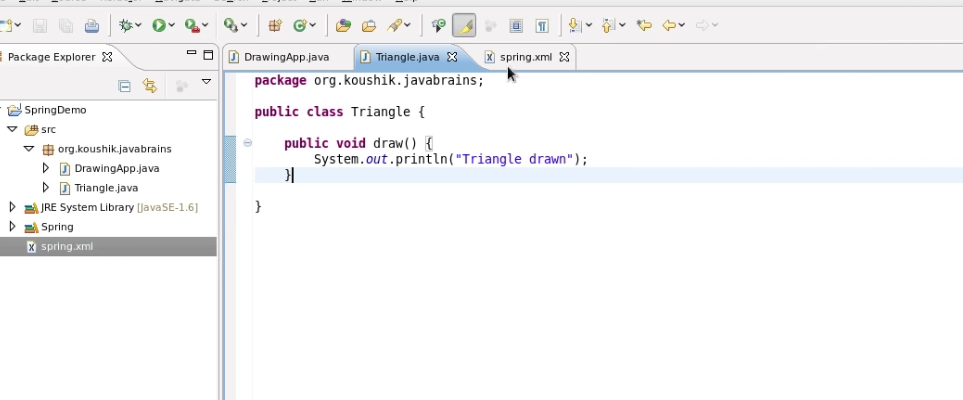 Package Explorer
DrawingApp.java
Triangle.java
spring.xml
SpringDemo
src
org.koushik.javabrains
DrawingApp.java
Triangle.java
JRE System Library [JavaSE-1.6]
Spring
spring.xml
package org.koushik.javabrains;
public class Triangle {
public void draw() {
System.out.println("Triangle drawn");
}
}